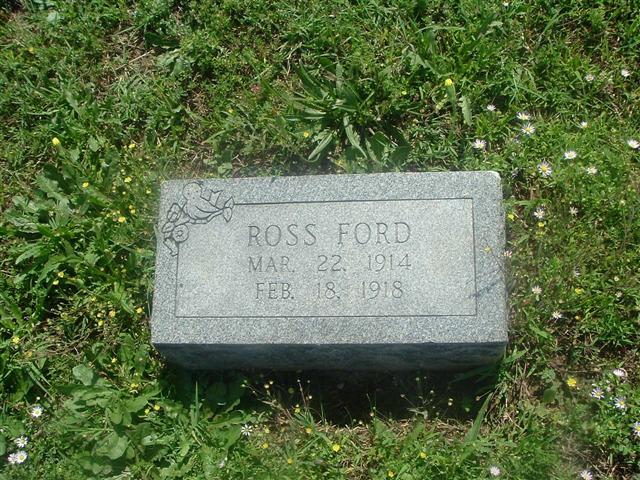 ROSS FORD
MAR. 22. 1914
FEB. 18. 1918